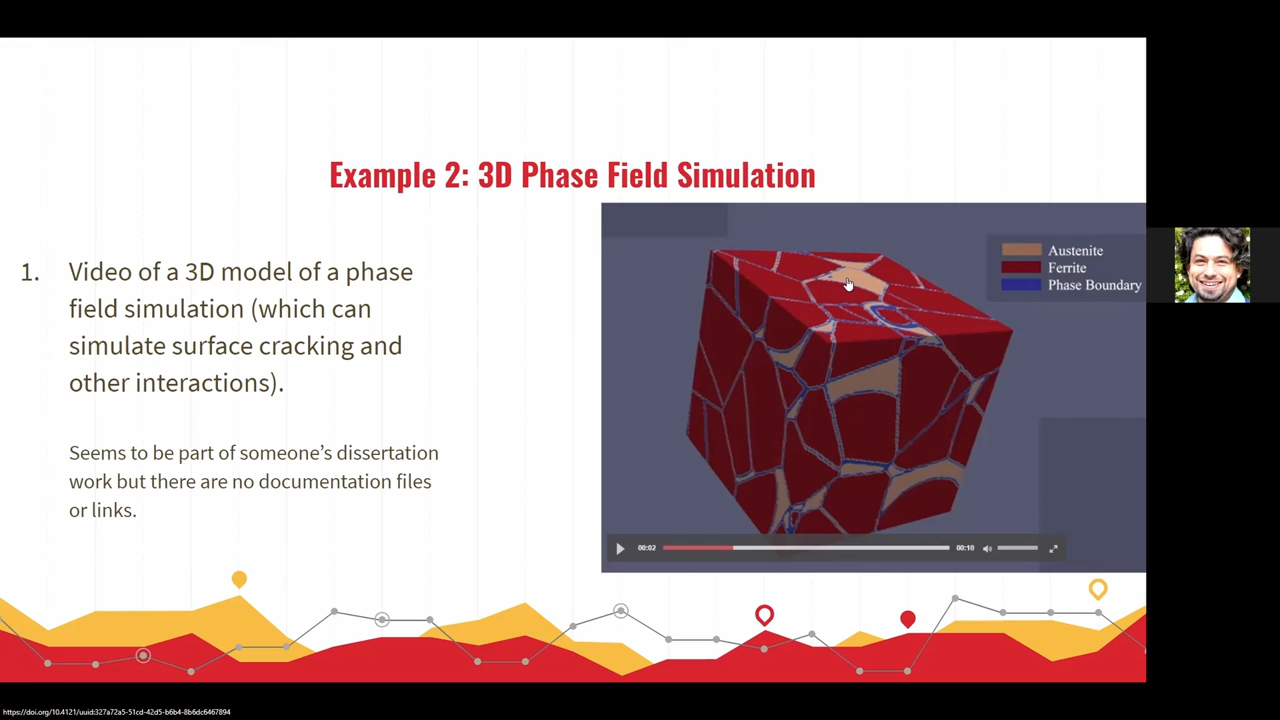 Example 2: 3D Phase Field Simulation
1. Video of a 3D model of a phase
field simulation (which can
simulate surface cracking and
other interactions).
Seems to be part of someone's dissertation
work but there are no documentation files
or links.
Austenite
Ferrite
Phase Boundary
00:02
00:10
https://doi.org/10.4121/uuid:327a72a5-51cd-42d5-b6b4-8b6dc6467894